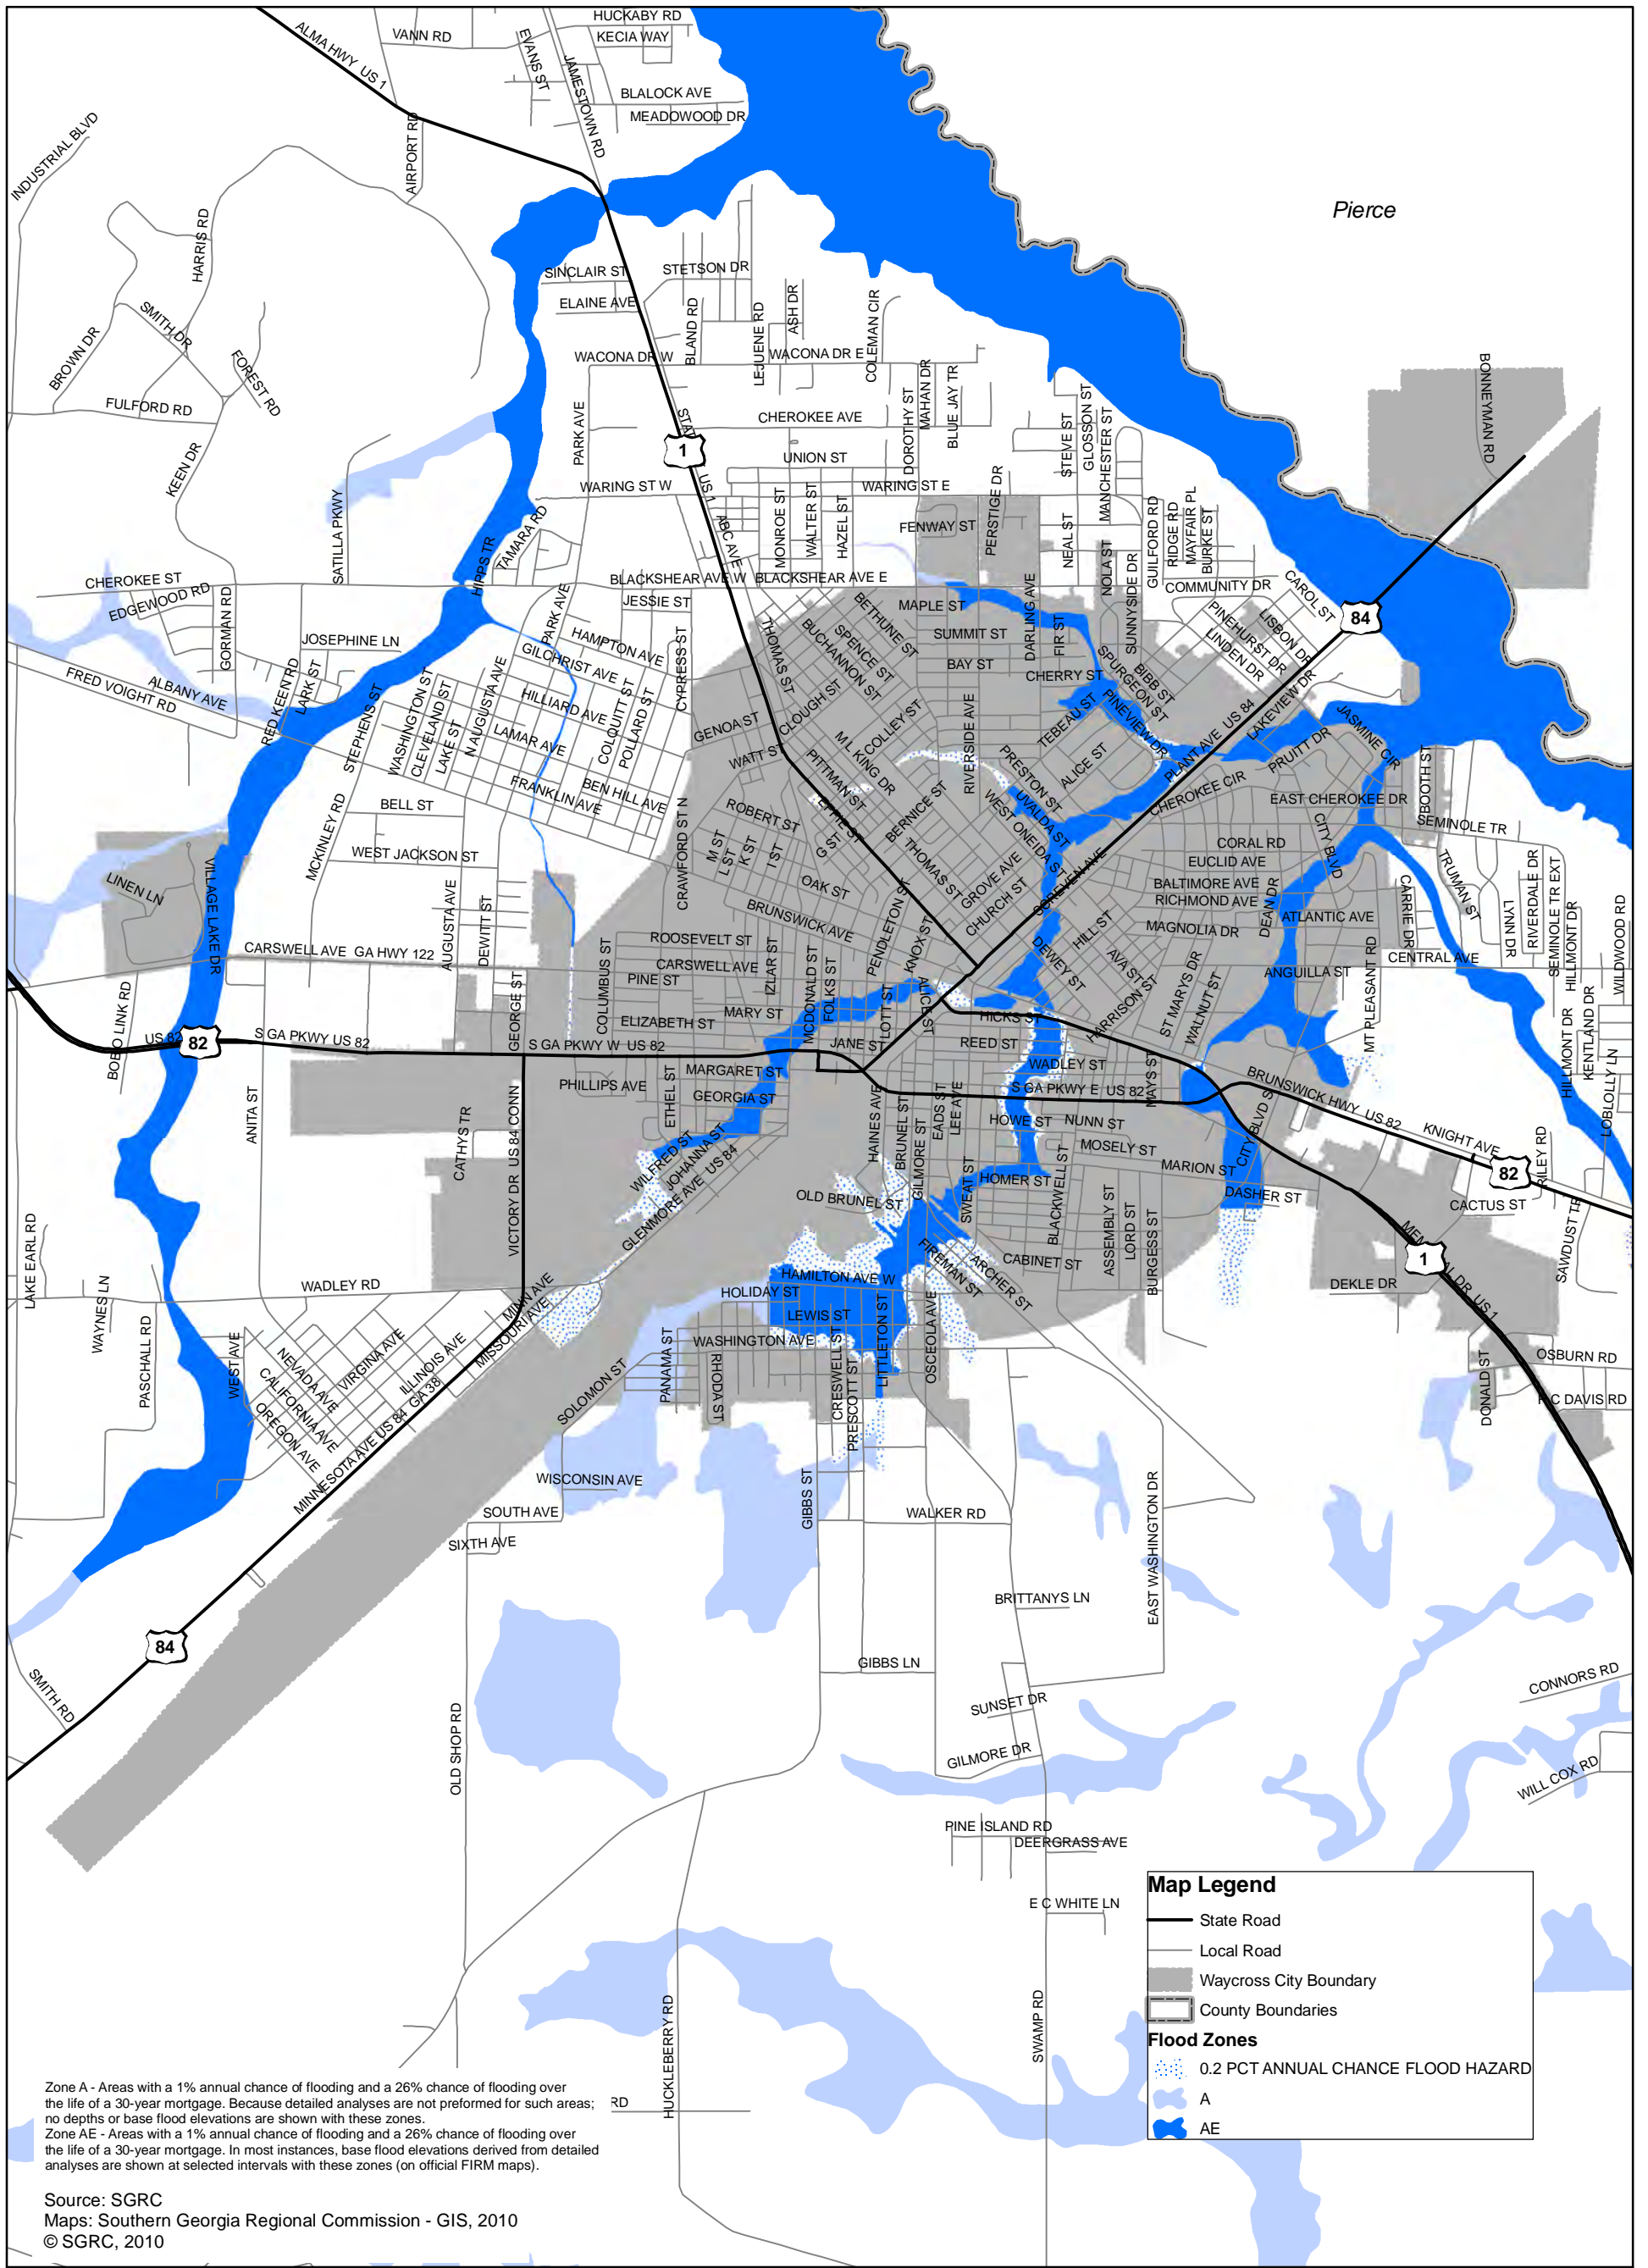 HUCKABY RD
VANN RD
KECIA WAY
EVANS ST
JAMESTOWN RD
ALMA HWY US 1
BLALOCK AVE
MEADOWOOD DR
INDUSTRIAL BLVD
AIRPORT RD
Pierce
HARRIS RD
SINCLAIR ST
STETSON DR
ELAINE AVE
BLAND RD
LEJUENE RD
ASH DR
COLEMAN CIR
SMITH DR
BROWN DR
FOREST RD
WACONA DR W
WACONA DR E
BONNEYMAN RD
FULFORD RD
PARK AVE
CHEROKEE AVE
DOROTHY ST
MAHAN DR
BLUE JAY TR
STEVE ST
GLOSSON ST
MANCHESTER ST
1
KEEN DR
UNION ST
WARING ST W
US 1
WARING ST E
SATILLA PKWY
TAMARA RD
ABC AVE
MONROE ST
WALTER ST
HAZEL ST
FENWAY ST
PERSTIGE DR
NEAL ST
GUILFORD RD
RIDGE RD
MAYFAIR PL
BURKE ST
NOLA ST
SUNNYSIDE DR
CHEROKEE ST
HIPPS TR
BLACKSHEAR AVE W
BLACKSHEAR AVE E
COMMUNITY DR
CAROL ST
EDGEWOOD RD
GORMAN RD
JESSIE ST
BETHUNE ST
MAPLE ST
DARLING AVE
FIR ST
PINEHURST DR
LISBON DR
LINDEN DR
84
JOSEPHINE LN
PARK AVE
HAMPTON AVE
GILCHRIST AVE
CYPRESS ST
THOMAS ST
BUCHANNON ST
SPENCE ST
SUMMIT ST
BAY ST
CHERRY ST
SPURGEON ST
BIBB ST
FRED VOIGHT RD
ALBANY AVE
RED KEEN RD
LARK ST
STEPHENS ST
WASHINGTON ST
CLEVELAND ST
LAKE ST
N AUGUSTA AVE
HILLIARD AVE
COLQUITT ST
POLLARD ST
LAMAR AVE
GENOA ST
CLOUGH ST
COLLEY ST
RIVERSIDE AVE
TEBEAU ST
PINEVIEW DR
PLANT AVE US 84
LAKEVIEW DR
JASMINE CIR
WATT ST
M L KING DR
PITTMAN ST
PRESTON ST
ALICE ST
PRUITT DR
BOOTH ST
FRANKLIN AVE
BEN HILL AVE
BELL ST
MCKINLEY RD
CRAWFORD ST N
ROBERT ST
EFFIE ST
BERNICE ST
UVALDA ST
WEST ONEIDA ST
CHEROKEE CIR
EAST CHEROKEE DR
SEMINOLE TR
CITY BLVD
WEST JACKSON ST
M ST
L ST
K ST
I ST
G ST
THOMAS ST
GROVE AVE
CHURCH ST
SCREVEN AVE
CORAL RD
EUCLID AVE
BALTIMORE AVE
RICHMOND AVE
DEAN DR
TRUMAN ST
LINEN LN
VILLAGE LAKE DR
OAK ST
BRUNSWICK AVE
PENDLETON ST
KNOX ST
MAGNOLIA DR
ATLANTIC AVE
CARRIE DR
LYNN DR
RIVERDALE DR
SEMINOLE TR EXT
HILLMONT DR
WILDWOOD RD
CARSWELL AVE GA HWY 122
AUGUSTA AVE
DEWITT ST
ROOSEVELT ST
CARSWELL AVE
PINE ST
COLUMBUS ST
IZLAR ST
MCDONALD ST
FOLKS ST
HILL ST
DEWEY ST
AVA ST
HARRISON ST
ST MARYS DR
WALNUT ST
ANGUILLA ST
MT PLEASANT RD
CENTRAL AVE
BOBO LINK RD
US 82
82
S GA PKWY US 82
GEORGE ST
MARY ST
ELIZABETH ST
S GA PKWY W US 82
JANE ST
LOTT ST
ALICE ST
HICKS ST
REED ST
WADLEY ST
MAYS ST
HILLMONT DR
KENTLAND DR
LOBLOLLY LN
ANITA ST
PHILLIPS AVE
ETHEL ST
MARGARET ST
GEORGIA ST
S GA PKWY E US 82
BRUNSWICK HWY US 82
KNIGHT AVE
82
RILEY RD
CATHYS TR
VICTORY DR US 84 CONN
WILFRED ST
JOHANNA ST
GLENMORE AVE US 84
HAINES AVE
BRUNEL ST
GILMORE ST
EADS ST
LEE AVE
HOWE ST
NUNN ST
MOSELY ST
MARION ST
CITY BLVD S
DASHER ST
CACTUS ST
SAWDUST TR
OLD BRUNEL ST
SWEAT ST
HOMER ST
BLACKWELL ST
ASSEMBLY ST
LORD ST
BURGESS ST
1
LAKE EARL RD
WAYNES LN
WADLEY RD
MINN AVE
MISSOURI AVE
HAMILTON AVE W
HOLIDAY ST
LEWIS ST
FIREMAN ST
ARCHER ST
CABINET ST
DEKLE DR
PASCHALL RD
WEST AVE
NEVADA AVE
VIRGINA AVE
ILLINOIS AVE
CALIFORNIA AVE
OREGON AVE
MINNESOTA AVE US 84 GA 38
SOLOMON ST
PANAMA ST
WASHINGTON AVE
RHODA ST
CRESWELL ST
PRESCOTT ST
LITTLETON ST
OSCEOLA AVE
DONALD ST
OSBURN RD
C DAVIS RD
WISCONSIN AVE
SOUTH AVE
SIXTH AVE
GIBBS ST
WALKER RD
EAST WASHINGTON DR
BRITTANYS LN
84
SMITH RD
OLD SHOP RD
GIBBS LN
SUNSET DR
CONNORS RD
GILMORE DR
WILL COX RD
PINE ISLAND RD
DEERGRASS AVE
E C WHITE LN
HUCKLEBERRY RD
SWAMP RD
RD
Map Legend
State Road
Local Road
Waycross City Boundary
County Boundaries
Flood Zones
0.2 PCT ANNUAL CHANCE FLOOD HAZARD
A
AE
Zone A - Areas with a 1% annual chance of flooding and a 26% chance of flooding over
the life of a 30-year mortgage. Because detailed analyses are not preformed for such areas;
no depths or base flood elevations are shown with these zones.
Zone AE - Areas with a 1% annual chance of flooding and a 26% chance of flooding over
the life of a 30-year mortgage. In most instances, base flood elevations derived from detailed
analyses are shown at selected intervals with these zones (on official FIRM maps).
Source: SGRC
Maps: Southern Georgia Regional Commission - GIS, 2010
© SGRC, 2010